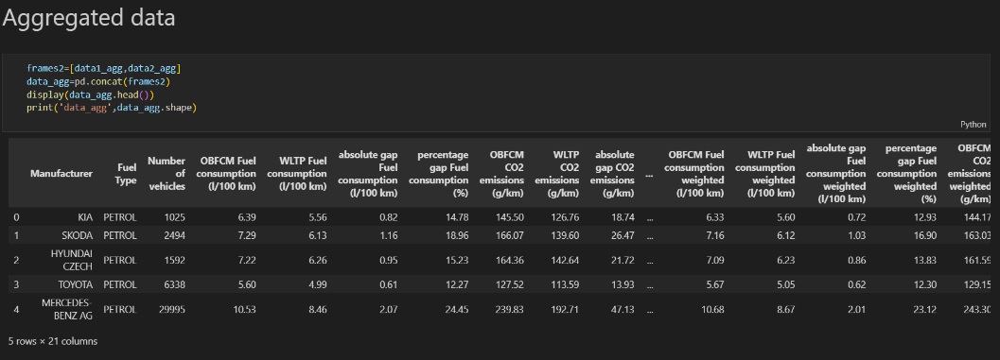 Aggregated data
frames2=[data1_agg,data2_agg]
data_agg=pd.concat(frames2)
display(data_agg.head())
print('data_agg',data_agg.shape)
Python
Manufacturer Fuel Type Number of vehicles OBFCM Fuel consumption (l/100 km) WLTP Fuel consumption (l/100 km) absolute gap Fuel consumption (l/100 km) percentage gap Fuel consumption (%) OBFCM CO2 emissions (g/km) WLTP CO2 emissions (g/km) absolute gap CO2 emissions (g/km) ... OBFCM Fuel consumption weighted (l/100 km) WLTP Fuel consumption weighted (l/100 km) absolute gap Fuel consumption weighted (l/100 km) percentage gap Fuel consumption weighted (%) OBFCM CO2 emissions weighted (g/km)
0 KIA PETROL 1025 6.39 5.56 0.82 14.78 145.50 126.76 18.74 ... 6.33 5.60 0.72 12.93 144.17
1 SKODA PETROL 2494 7.29 6.13 1.16 18.96 166.07 139.60 26.47 ... 7.16 6.12 1.03 16.90 163.03
2 HYUNDAI CZECH PETROL 1592 7.22 6.26 0.95 15.23 164.36 142.64 21.72 ... 7.09 6.23 0.86 13.83 161.59
3 TOYOTA PETROL 6338 5.60 4.99 0.61 12.27 127.52 113.59 13.93 ... 5.67 5.05 0.62 12.30 129.15
4 MERCEDES-BENZ AG PETROL 29995 10.53 8.46 2.07 24.45 239.83 192.71 47.13 ... 10.68 8.67 2.01 23.12 243.30
5 rows × 21 columns